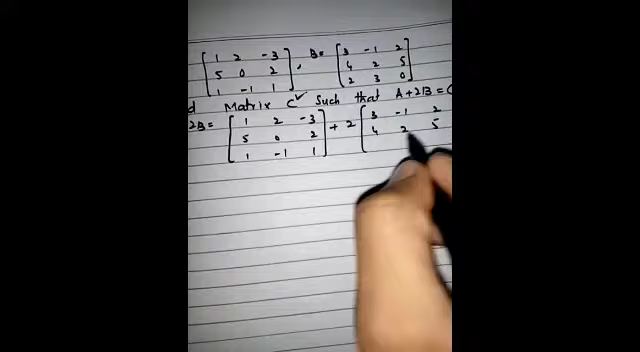 1 2 -3 3 -1 2
5 0 2 , B= 4 2 5
1 -1 1 2 3 0
Matrix C ✓ Such that A+2B=C
2B= 1 2 -3 + 2 3 -1 2
5 0 2 4 2 5
1 -1 1